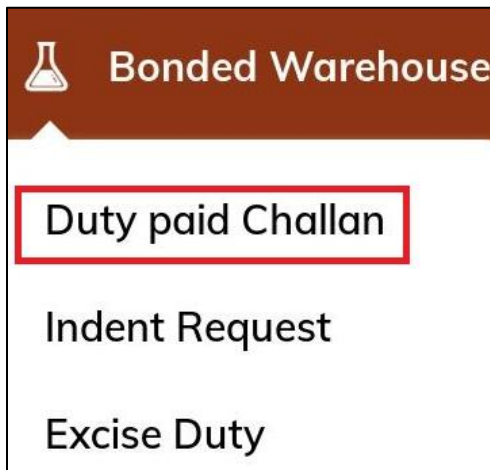 Bonded Warehouse
Duty paid Challan
Indent Request
Excise Duty